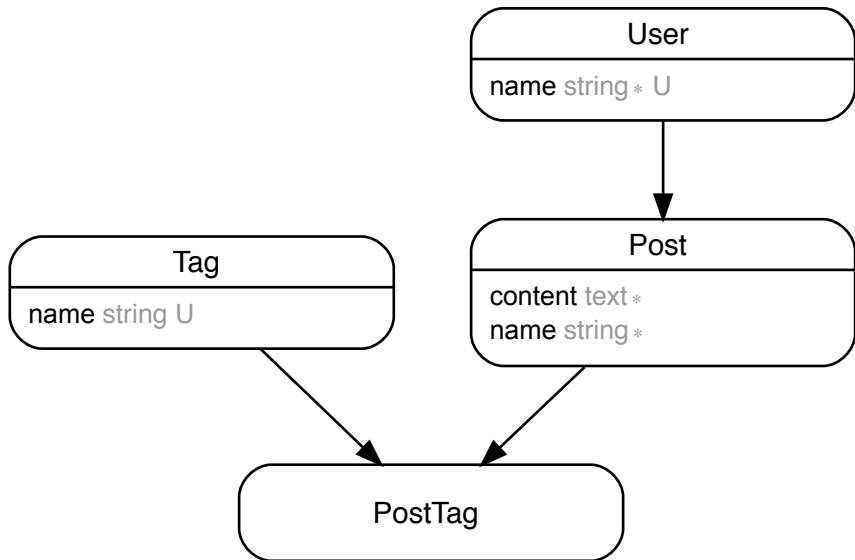 User
name string * U
Post
content text *
name string *
Tag
name string U
PostTag